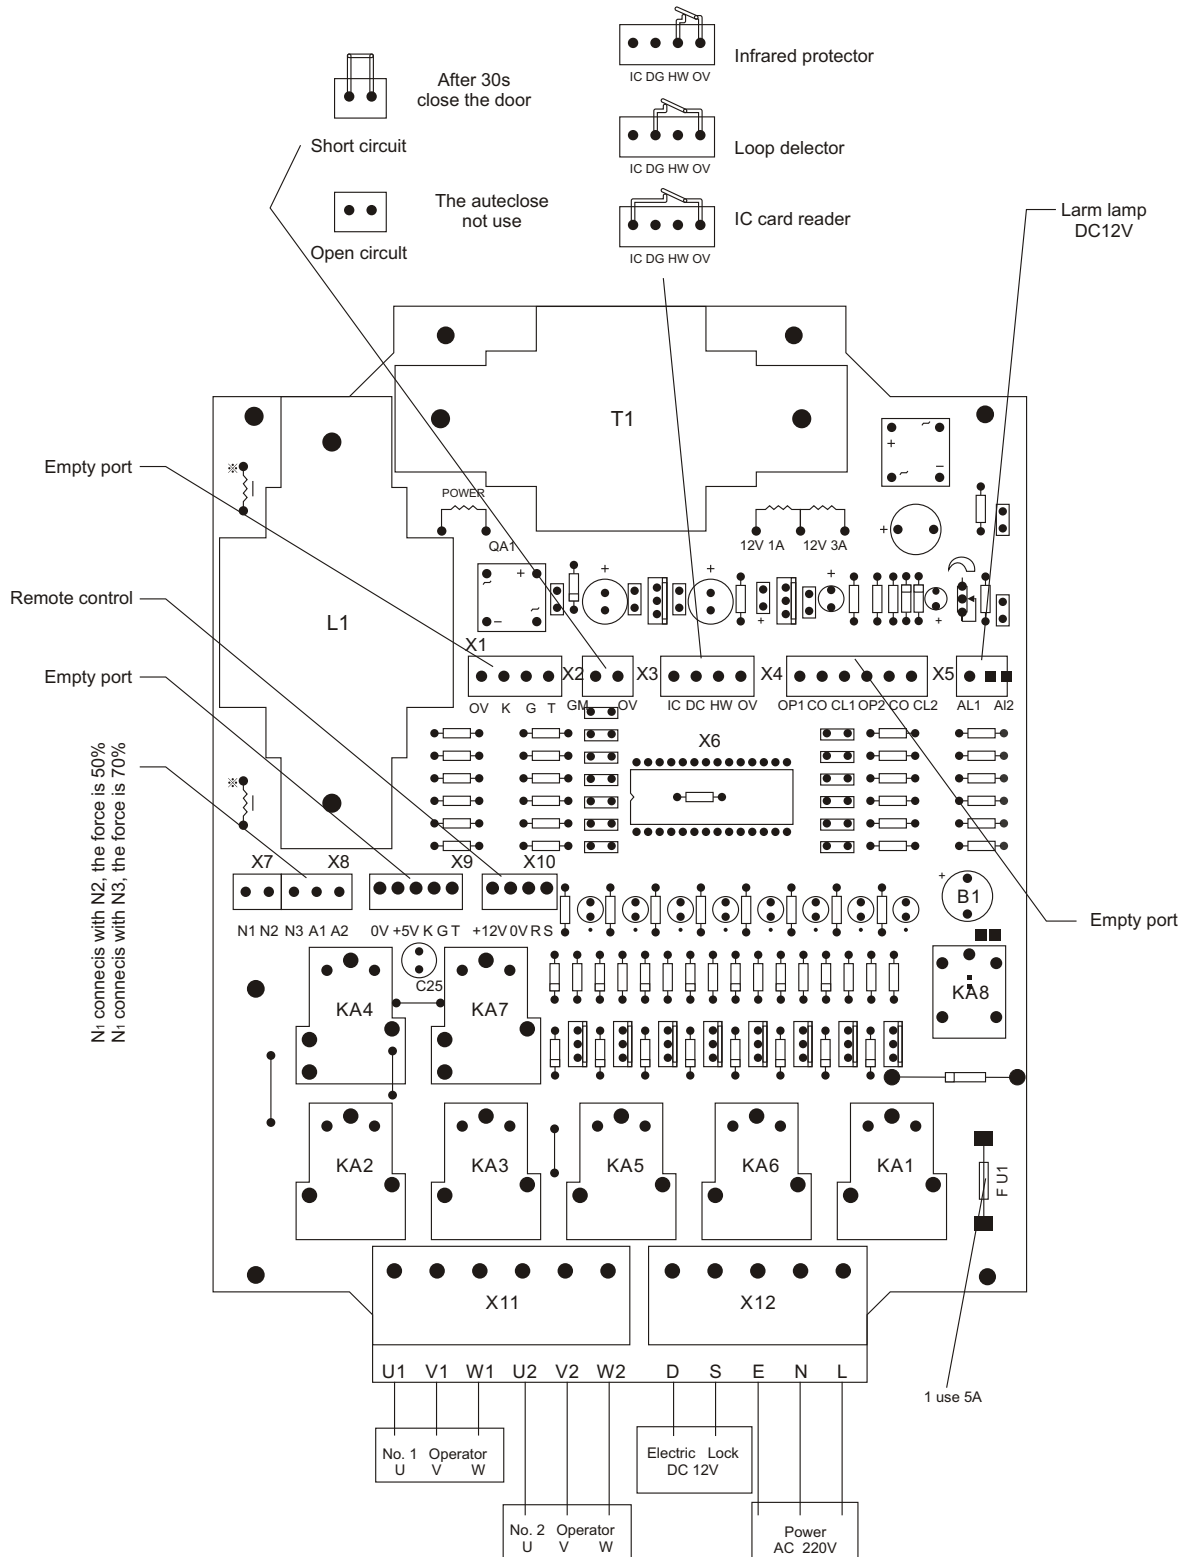 Infrared protector
IC DG HW OV
After 30s
close the door
Short circuit
Loop delector
IC DG HW OV
The auteclose
not use
Open circult
IC card reader
IC DG HW OV
Larm lamp
DC12V
T1
+ ~
~ −
Empty port
※
POWER
QA1
12V 1A 12V 3A
+
Remote control
L1
~ +
− ~
+
+
+
+
+
X1
Empty port
X2
X3
X4
X5
OV K G T
GM OV
IC DC HW OV
OP1 CO CL1 OP2 CO CL2
AL1 AI2
X6
N1 connecis with N2, the force is 50%
N1 connecis with N3, the force is 70%
※
X7
X8
X9
X10
+
B1
Empty port
N1 N2 N3 A1 A2
0V +5V K G T
+12V 0V R S
C25
KA4
KA7
KA8
KA2
KA3
KA5
KA6
KA1
F U1
X11
X12
U1 V1 W1 U2 V2 W2
D S E N L
1 use 5A
No. 1 Operator
U V W
Electric Lock
DC 12V
No. 2 Operator
U V W
Power
AC 220V